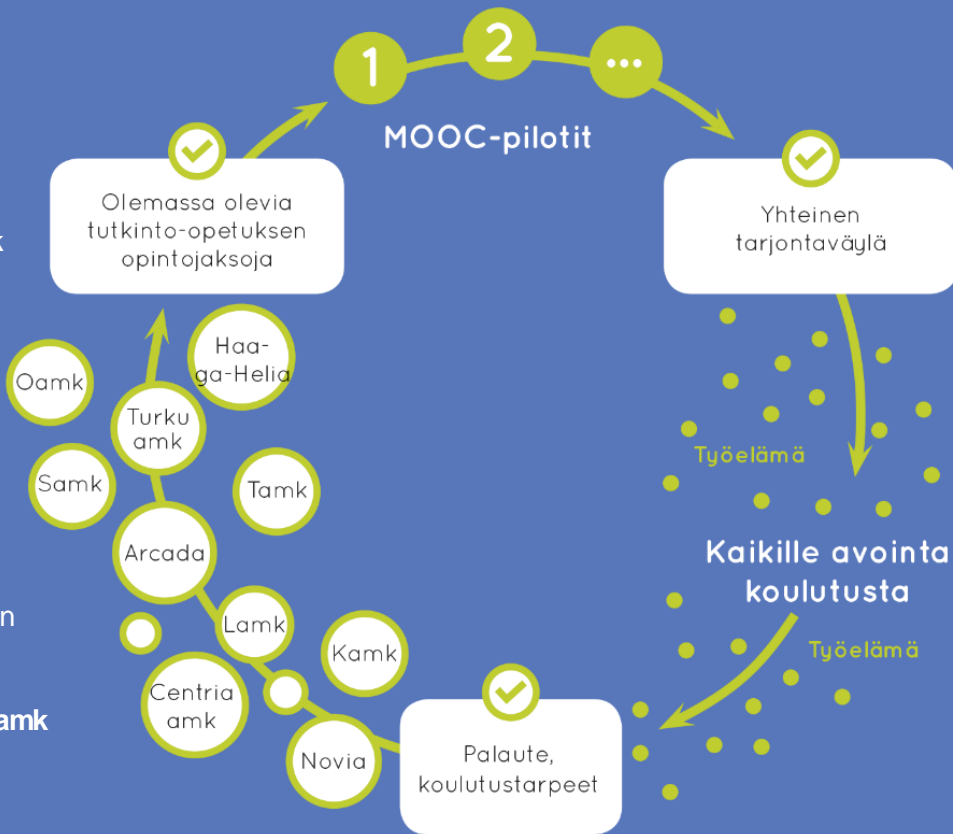 1
2
...
MOOC-pilotit
Olemassa olevia
tutkinto-opetuksen
opintojaksoja
Yhteinen
tarjontaväylä
Haa-
ga-Helia
Oamk
Turku
amk
Samk
Tamk
Arcada
Työelämä
Kaikille avointa
koulutusta
Työelämä
Lamk
Kamk
n
Centria
amk
amk
Novia
Palaute,
koulutustarpeet